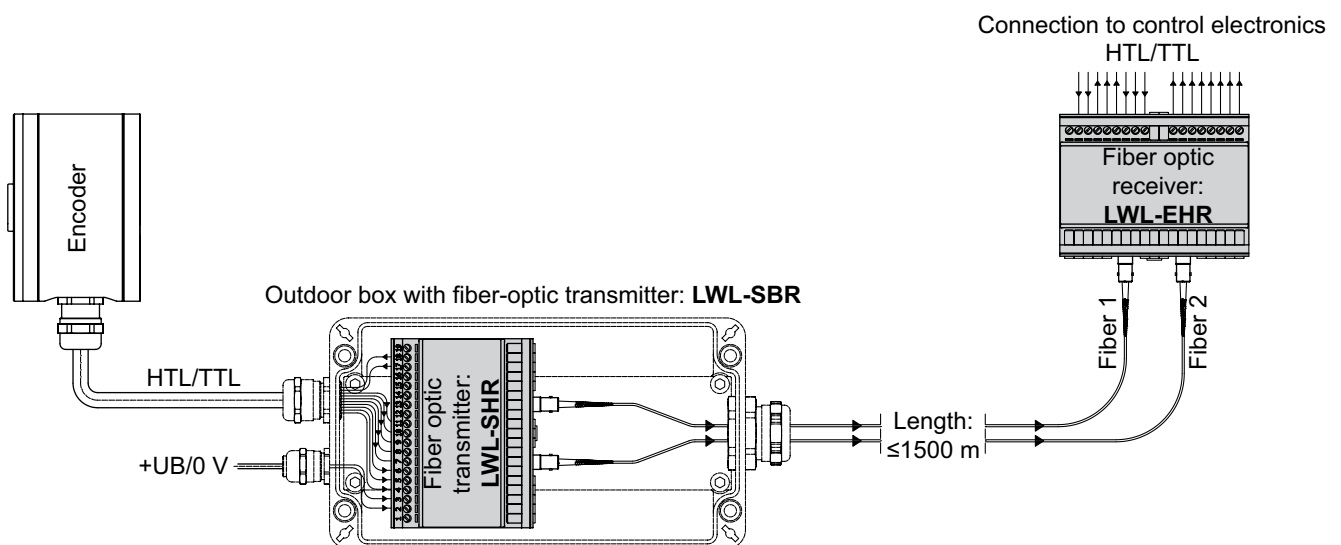 Connection to control electronics
HTL/TTL
Fiber optic
receiver:
LWL-EHR
Encoder
Outdoor box with fiber-optic transmitter: LWL-SBR
Fiber 1
Fiber 2
HTL/TTL
Fiber optic
transmitter:
LWL-SHR
Length:
≤1500 m
+UB/0 V